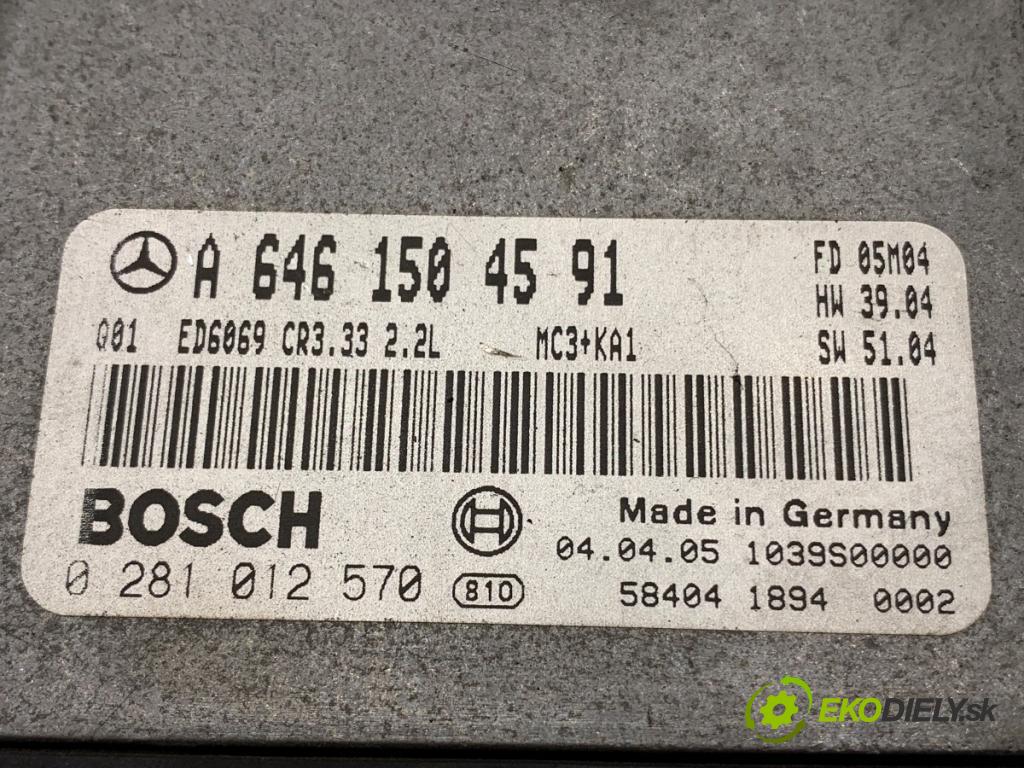 A 646 150 45 91
FD 05M04
HW 39.04
Q01 ED6069 CR3.33 2.2L MC3+KA1
SW 51.04
BOSCH
Made in Germany
04.04.05 1039S00000
0 281 012 570 810
58404 1894 0002
EKODIELY.sk